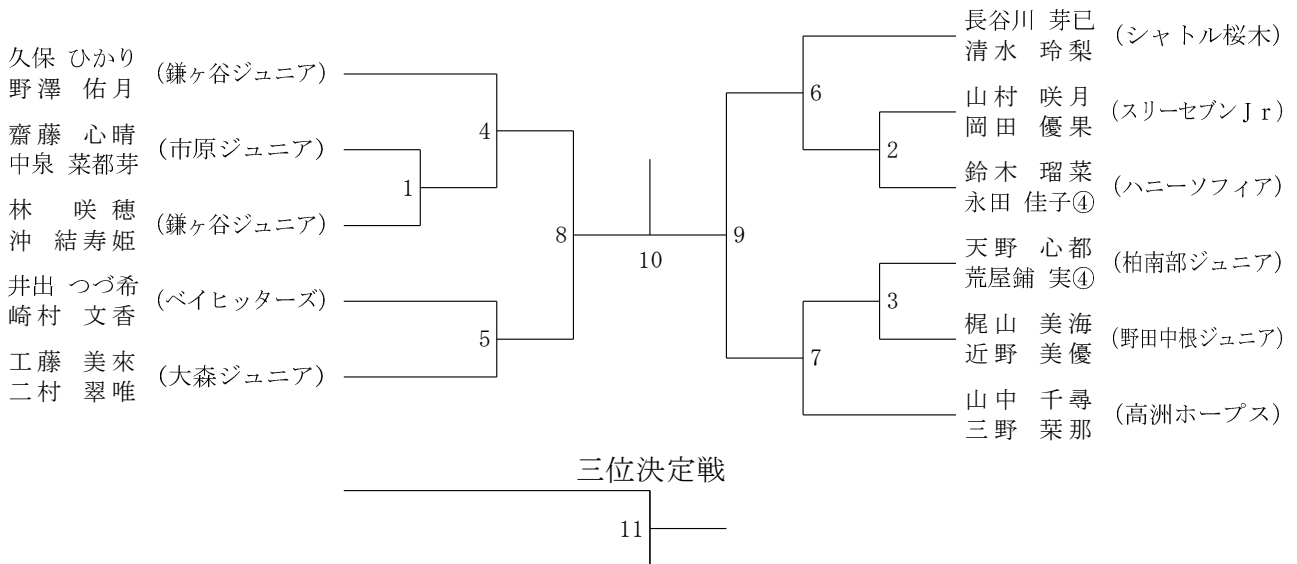 久保 ひかり
野澤 佑月
(鎌ヶ谷ジュニア)
齋藤 心晴
中泉 菜都芽
(市原ジュニア)
林 咲穂
沖 結寿姫
(鎌ヶ谷ジュニア)
井出 つづ希
崎村 文香
(ベイヒッターズ)
工藤 美來
二村 翠唯
(大森ジュニア)
4
1
8
5
10
9
6
2
3
7
長谷川 芽已
清水 玲梨
(シャトル桜木)
山村 咲月
岡田 優果
(スリーセブンJr)
鈴木 瑠菜
永田 佳子④
(ハニーソフィア)
天野 心都
荒屋鋪 実④
(柏南部ジュニア)
梶山 美海
近野 美優
(野田中根ジュニア)
山中 千尋
三野 栞那
(高洲ホープス)
三位決定戦
11